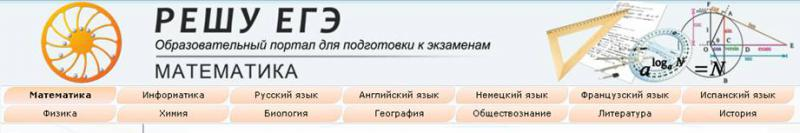 РЕШУ ЕГЭ
Образовательный портал для подготовки к экзаменам
МАТЕМАТИКА
a^log_a N = N
Математика Информатика Русский язык Английский язык Немецкий язык Французский язык Испанский язык
Физика Химия Биология География Обществознание Литература История